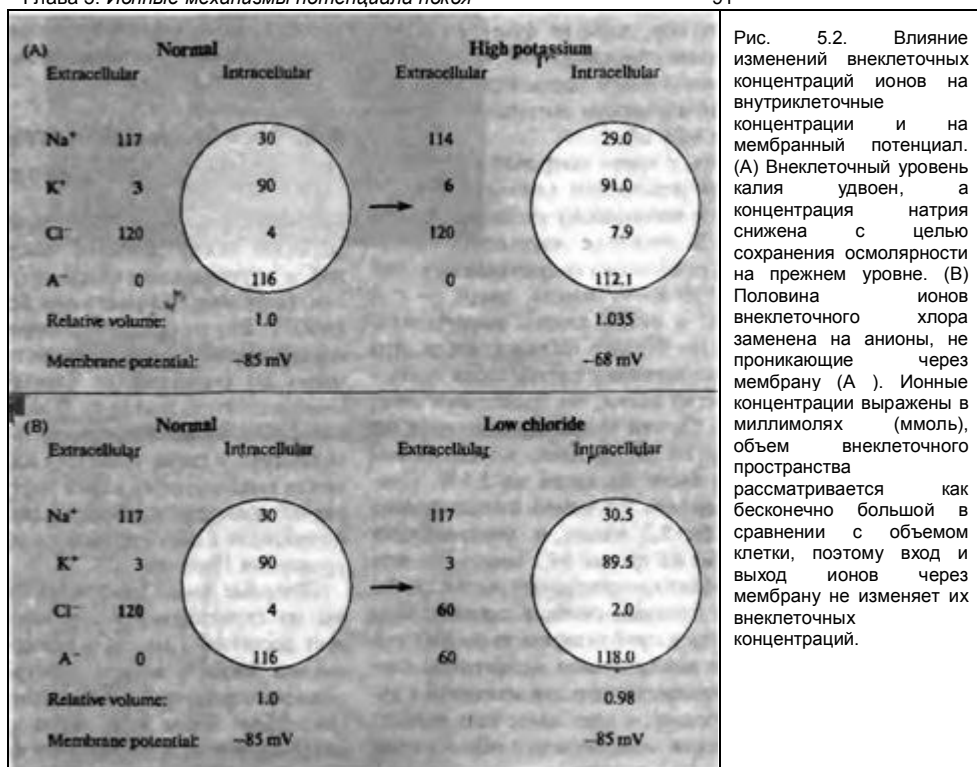 Глава 5. Ионные механизмы потенциала покоя 91
(A) Normal High potassium
Extracellular Intracellular Extracellular Intracellular
Na⁺ 117 30 114 29.0
K⁺ 3 90 6 91.0
Cl⁻ 120 4 120 7.9
A⁻ 0 116 0 112.1
Relative volume: 1.0 1.035
Membrane potential: –85 mV –68 mV
(B) Normal Low chloride
Extracellular Intracellular Extracellular Intracellular
Na⁺ 117 30 117 30.5
K⁺ 3 90 3 89.5
Cl⁻ 120 4 60 2.0
A⁻ 0 116 60 118.0
Relative volume: 1.0 0.98
Membrane potential: –85 mV –85 mV
Рис. 5.2. Влияние
изменений внеклеточных
концентраций ионов на
внутриклеточные
концентрации и на
мембранный потенциал.
(А) Внеклеточный уровень
калия удвоен, а
концентрация натрия
снижена с целью
сохранения осмолярности
на прежнем уровне. (В)
Половина ионов
внеклеточного хлора
заменена на анионы, не
проникающие через
мембрану (А ). Ионные
концентрации выражены в
миллимолях (ммоль),
объем внеклеточного
пространства
рассматривается как
бесконечно большой в
сравнении с объемом
клетки, поэтому вход и
выход ионов через
мембрану не изменяет их
внеклеточных
концентраций.